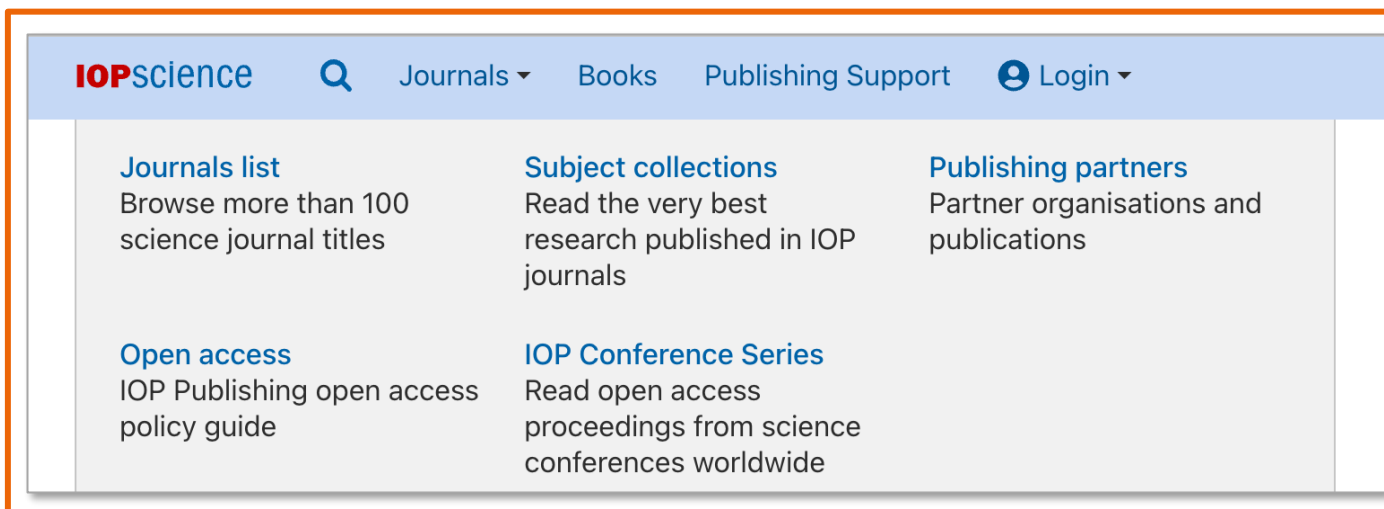 IOPscience Journals Books Publishing Support Login
Journals list
Browse more than 100
science journal titles
Subject collections
Read the very best
research published in IOP
journals
Publishing partners
Partner organisations and
publications
Open access
IOP Publishing open access
policy guide
IOP Conference Series
Read open access
proceedings from science
conferences worldwide